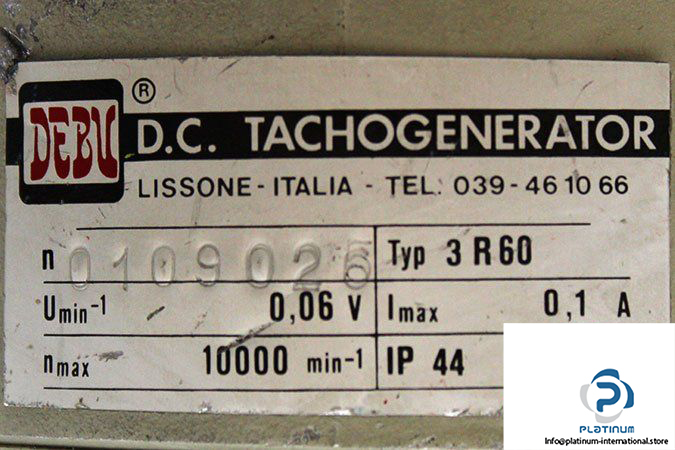 DEBU ® D.C. TACHOGENERATOR
LISSONE - ITALIA - TEL. 039 - 46 10 66
n 0109026 Typ 3 R 60
Umin-1 0,06 V Imax 0,1 A
nmax 10000 min-1 IP 44
PLATINUM
Info@platinum-international.store